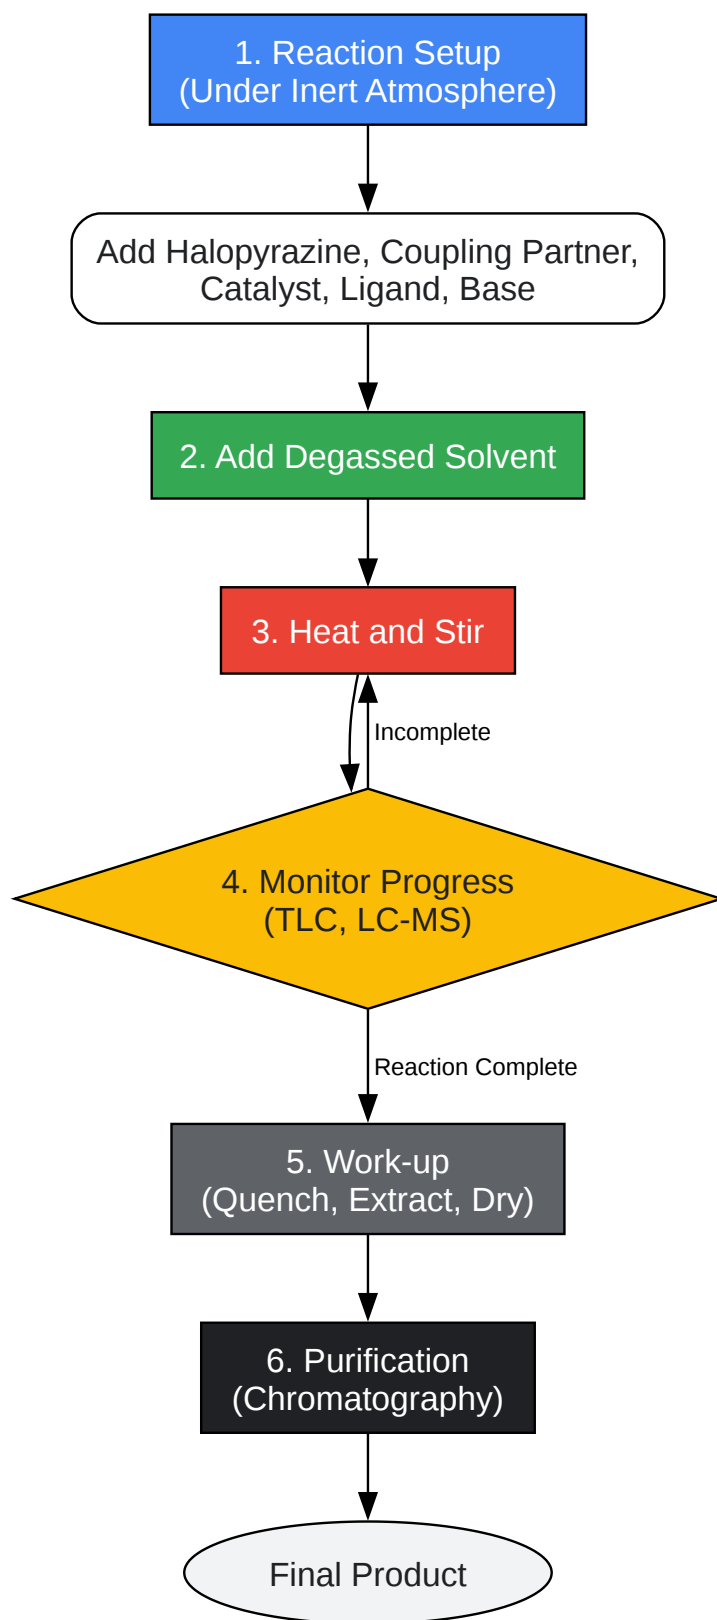 1. Reaction Setup
(Under Inert Atmosphere)
Add Halopyrazine, Coupling Partner,
Catalyst, Ligand, Base
2. Add Degassed Solvent
3. Heat and Stir
Incomplete
4. Monitor Progress
(TLC, LC-MS)
Reaction Complete
5. Work-up
(Quench, Extract, Dry)
6. Purification
(Chromatography)
Final Product